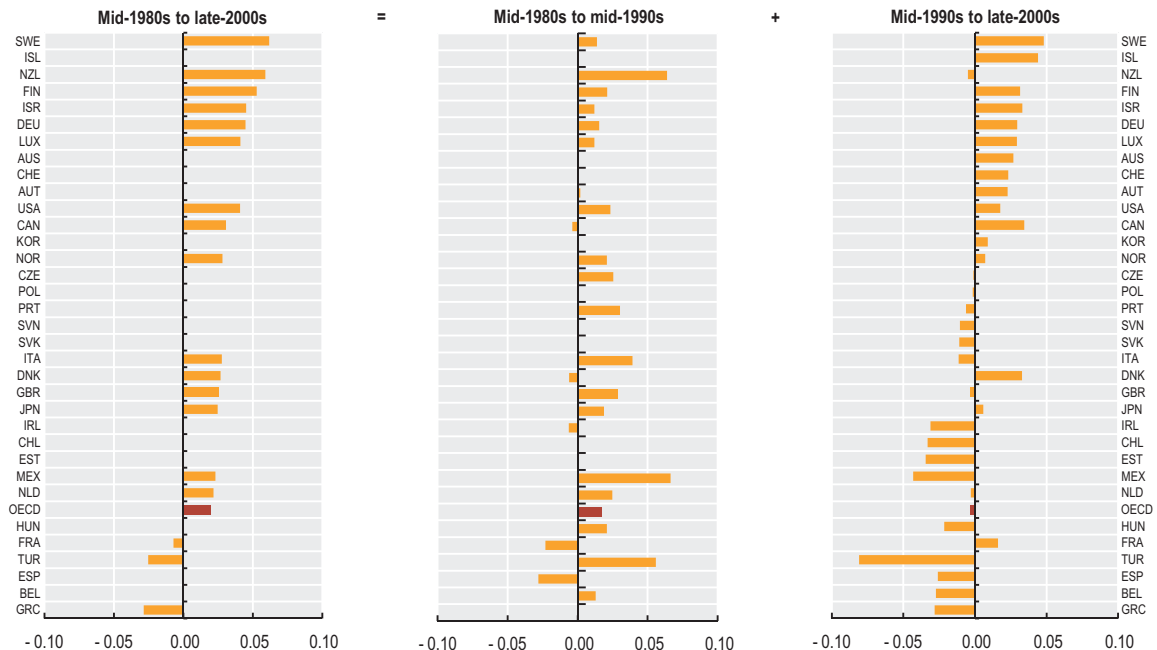 Mid-1980s to late-2000s = Mid-1980s to mid-1990s + Mid-1990s to late-2000s
SWE SWE
ISL ISL
NZL NZL
FIN FIN
ISR ISR
DEU DEU
LUX LUX
AUS AUS
CHE CHE
AUT AUT
USA USA
CAN CAN
KOR KOR
NOR NOR
CZE CZE
POL POL
PRT PRT
SVN SVN
SVK SVK
ITA ITA
DNK DNK
GBR GBR
JPN JPN
IRL IRL
CHL CHL
EST EST
MEX MEX
NLD NLD
OECD OECD
HUN HUN
FRA FRA
TUR TUR
ESP ESP
BEL BEL
GRC GRC
- 0.10 - 0.05 0.00 0.05 0.10 - 0.10 - 0.05 0.00 0.05 0.10 - 0.10 - 0.05 0.00 0.05 0.10